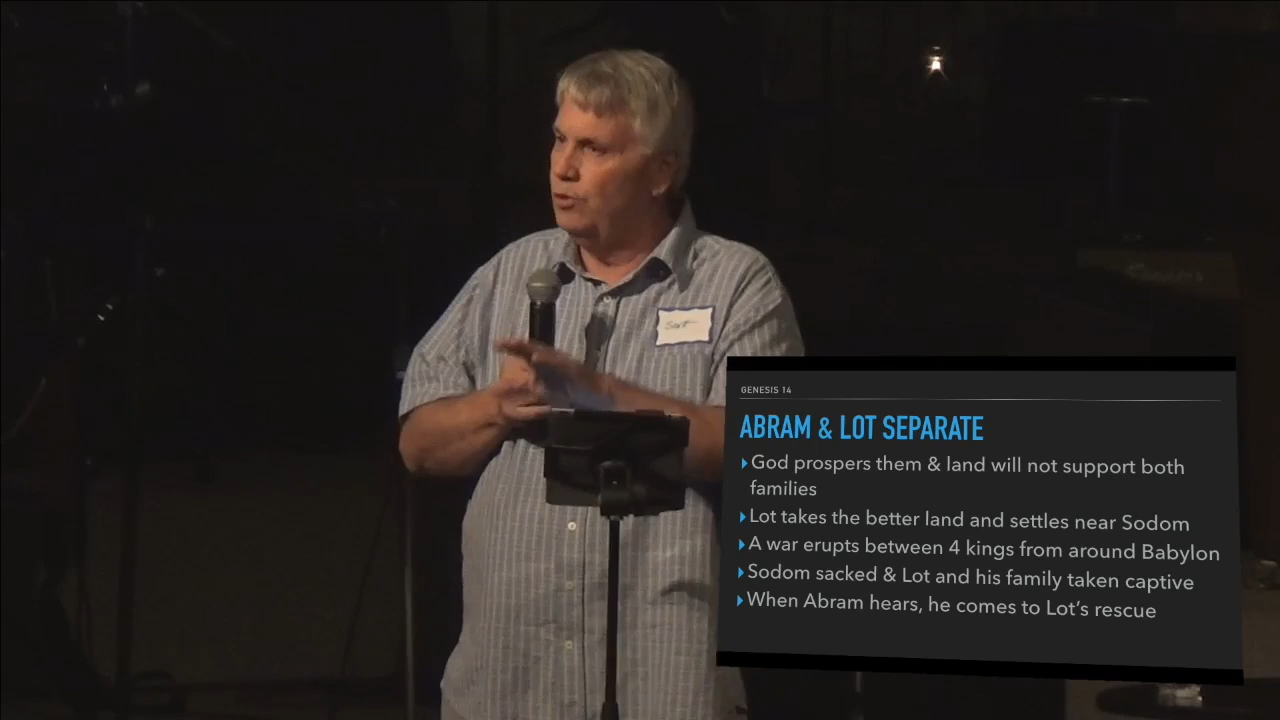 GENESIS 14
ABRAM & LOT SEPARATE
God prospers them & land will not support both
families
Lot takes the better land and settles near Sodom
A war erupts between 4 kings from around Babylon
Sodom sacked & Lot and his family taken captive
When Abram hears, he comes to Lot's rescue